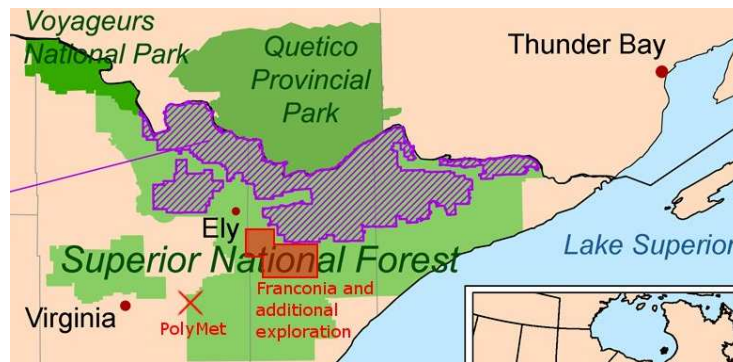 Voyageurs
National Park
Quetico
Provincial
Park
Thunder Bay
Ely
Superior National Forest
Lake Superior
Virginia
PolyMet
Franconia and
additional
exploration